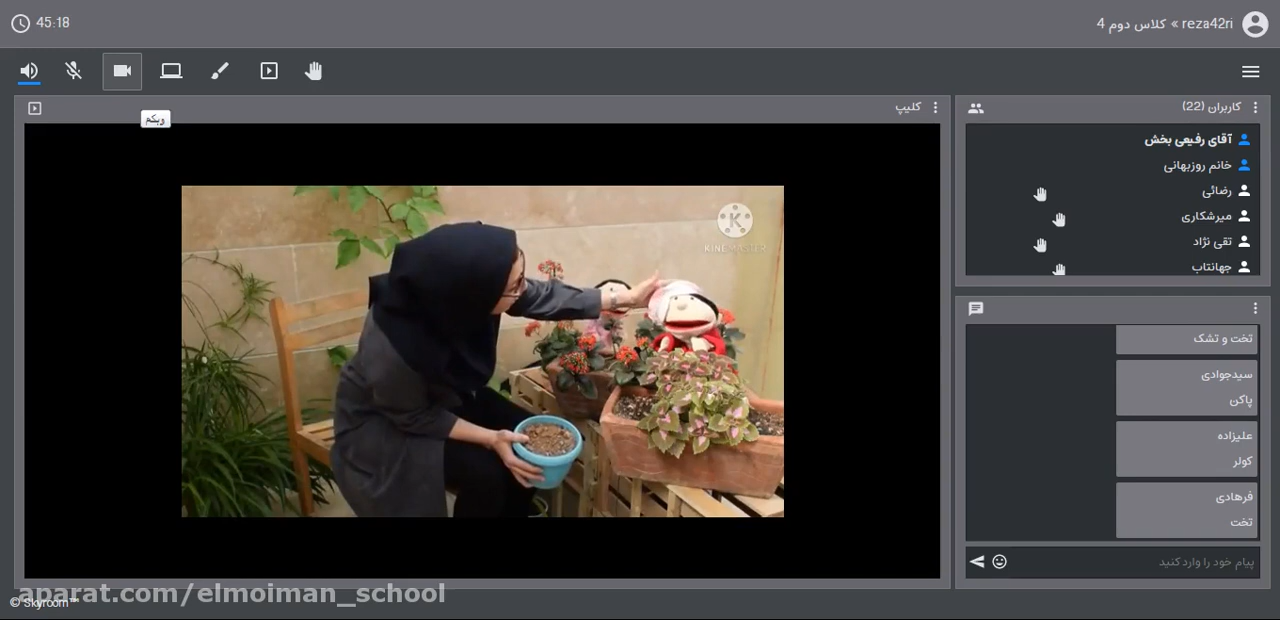 45:18
reza42ri » کلاس دوم 4
وبکم
کلیپ
KINEMASTER
کاربران (22)
آقای رفیعی بخش
خانم روزبهانی
رضائی
میرشکاری
تقی نژاد
جهانتاب
تخت و تشک
سیدجوادی
پاکن
علیزاده
کولر
فرهادی
تخت
پیام خود را وارد کنید
aparat.com/elmoiman_school
© Skyroom™